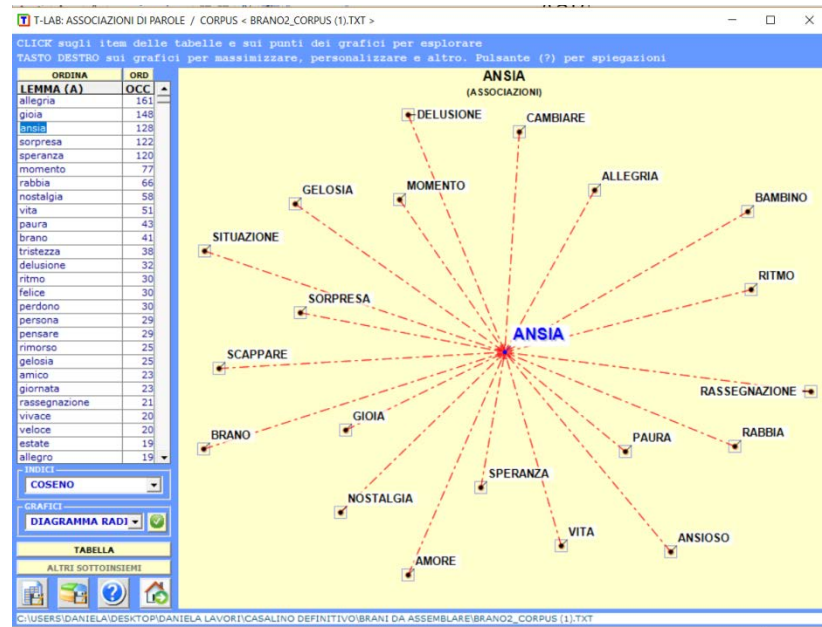 T-LAB: ASSOCIAZIONI DI PAROLE / CORPUS < BRANO2_CORPUS (1).TXT >
CLICK sugli item delle tabelle e sui punti dei grafici per esplorare
TASTO DESTRO sui grafici per massimizzare, personalizzare e altro. Pulsante (?) per spiegazioni
ORDINA ORD
LEMMA (A) OCC
allegria 161
gioia 148
ansia 128
sorpresa 122
speranza 120
momento 77
rabbia 66
nostalgia 58
vita 51
paura 43
brano 41
tristezza 38
delusione 32
ritmo 30
felice 30
perdono 30
persona 29
pensare 29
rimorso 25
gelosia 25
amico 23
giornata 23
rassegnazione 21
vivace 20
veloce 20
estate 19
allegro 19
INDICI
COSENO
GRAFICI
DIAGRAMMA RADI
TABELLA
ALTRI SOTTOINSIEMI
ANSIA
(ASSOCIAZIONI)
DELUSIONE
CAMBIARE
ALLEGRIA
MOMENTO
GELOSIA
BAMBINO
SITUAZIONE
RITMO
SORPRESA
ANSIA
SCAPPARE
RASSEGNAZIONE
GIOIA
BRANO
PAURA
RABBIA
SPERANZA
NOSTALGIA
VITA
ANSIOSO
AMORE
C:\USERS\DANIELA\DESKTOP\DANIELA LAVORI\CASALINO DEFINITIVO\BRANI DA ASSEMBLARE\BRANO2_CORPUS (1).TXT